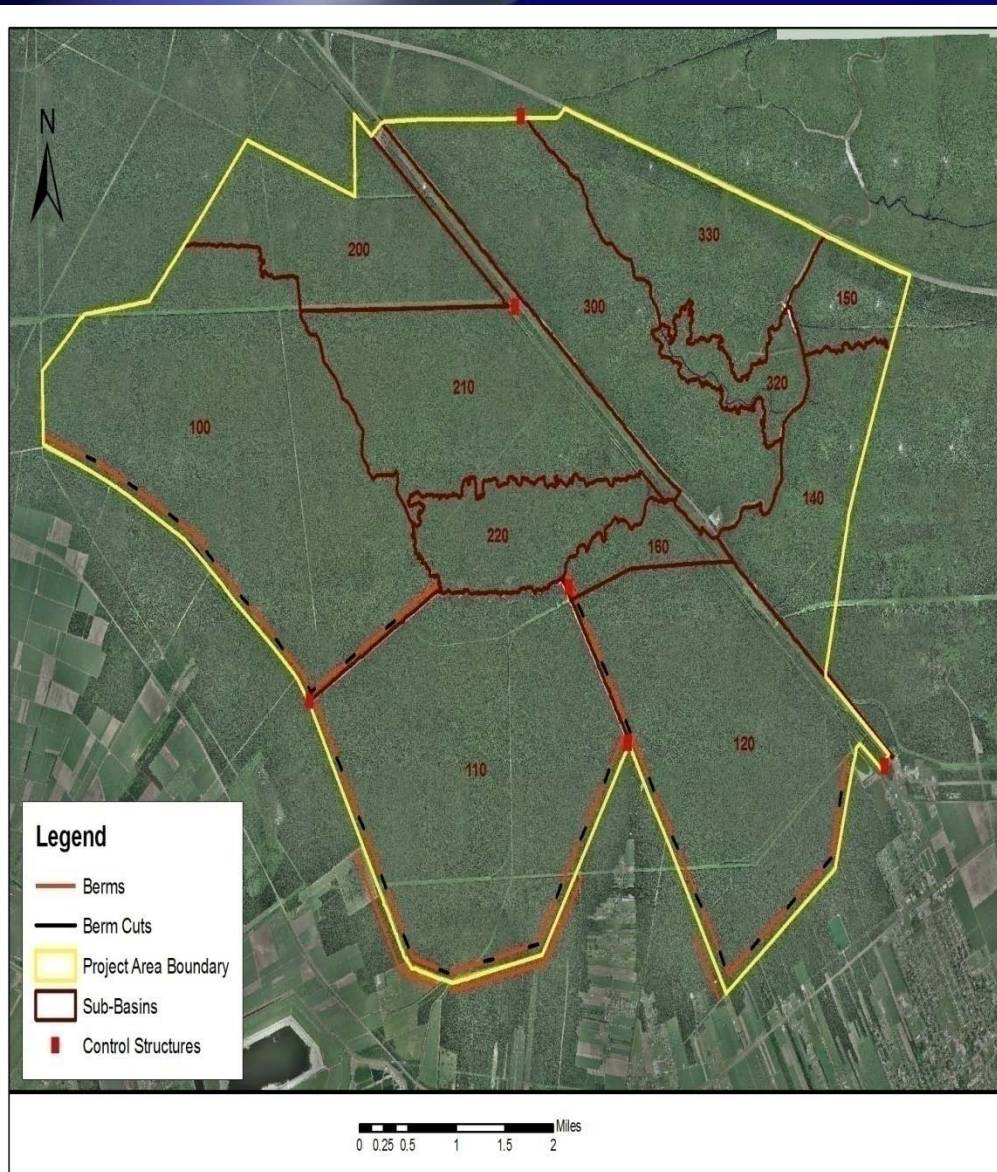 N
330
200
150
300
320
210
100
140
220
160
120
110
Legend
Berms
Berm Cuts
Project Area Boundary
Sub-Basins
Control Structures
Miles
0 0.25 0.5 1 1.5 2